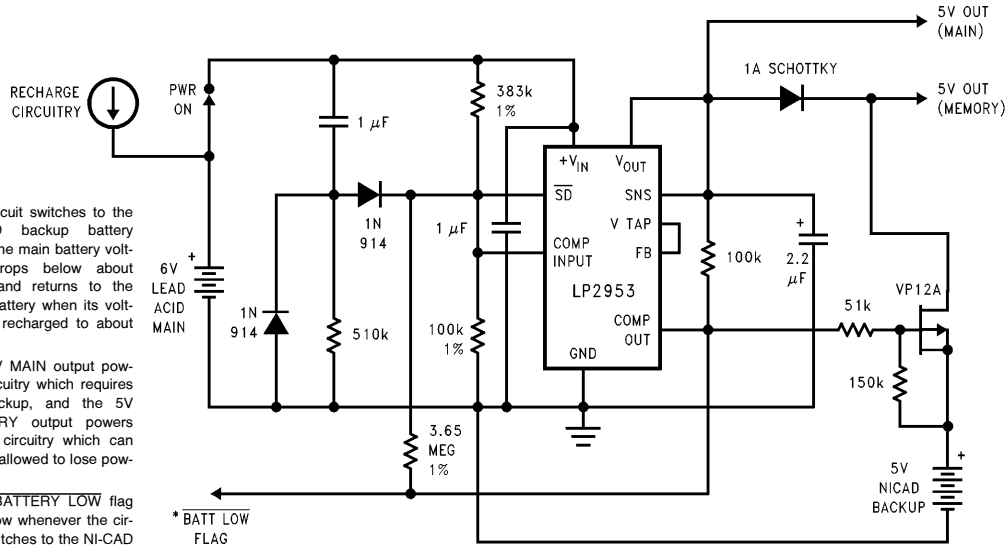 5V OUT
(MAIN)
1A SCHOTTKY
5V OUT
(MEMORY)
RECHARGE
CIRCUITRY
PWR
ON
383k
1%
1 μF
+VIN
VOUT
SD
SNS
1N
914
1 μF
V TAP
FB
COMP
INPUT
LP2953
+
100k
2.2
μF
cuit switches to the
backup battery
he main battery volt-
rops below about
and returns to the
attery when its volt-
recharged to about
+
6V
LEAD
ACID
MAIN
1N
914
510k
100k
1%
COMP
OUT
GND
51k
VP12A
150k
V MAIN output pow-
cuitry which requires
ckup, and the 5V
RY output powers
circuitry which can
allowed to lose pow-
3.65
MEG
1%
+
5V
NICAD
BACKUP
BATTERY LOW flag
ow whenever the cir-
itches to the NI-CAD
* BATT LOW
FLAG